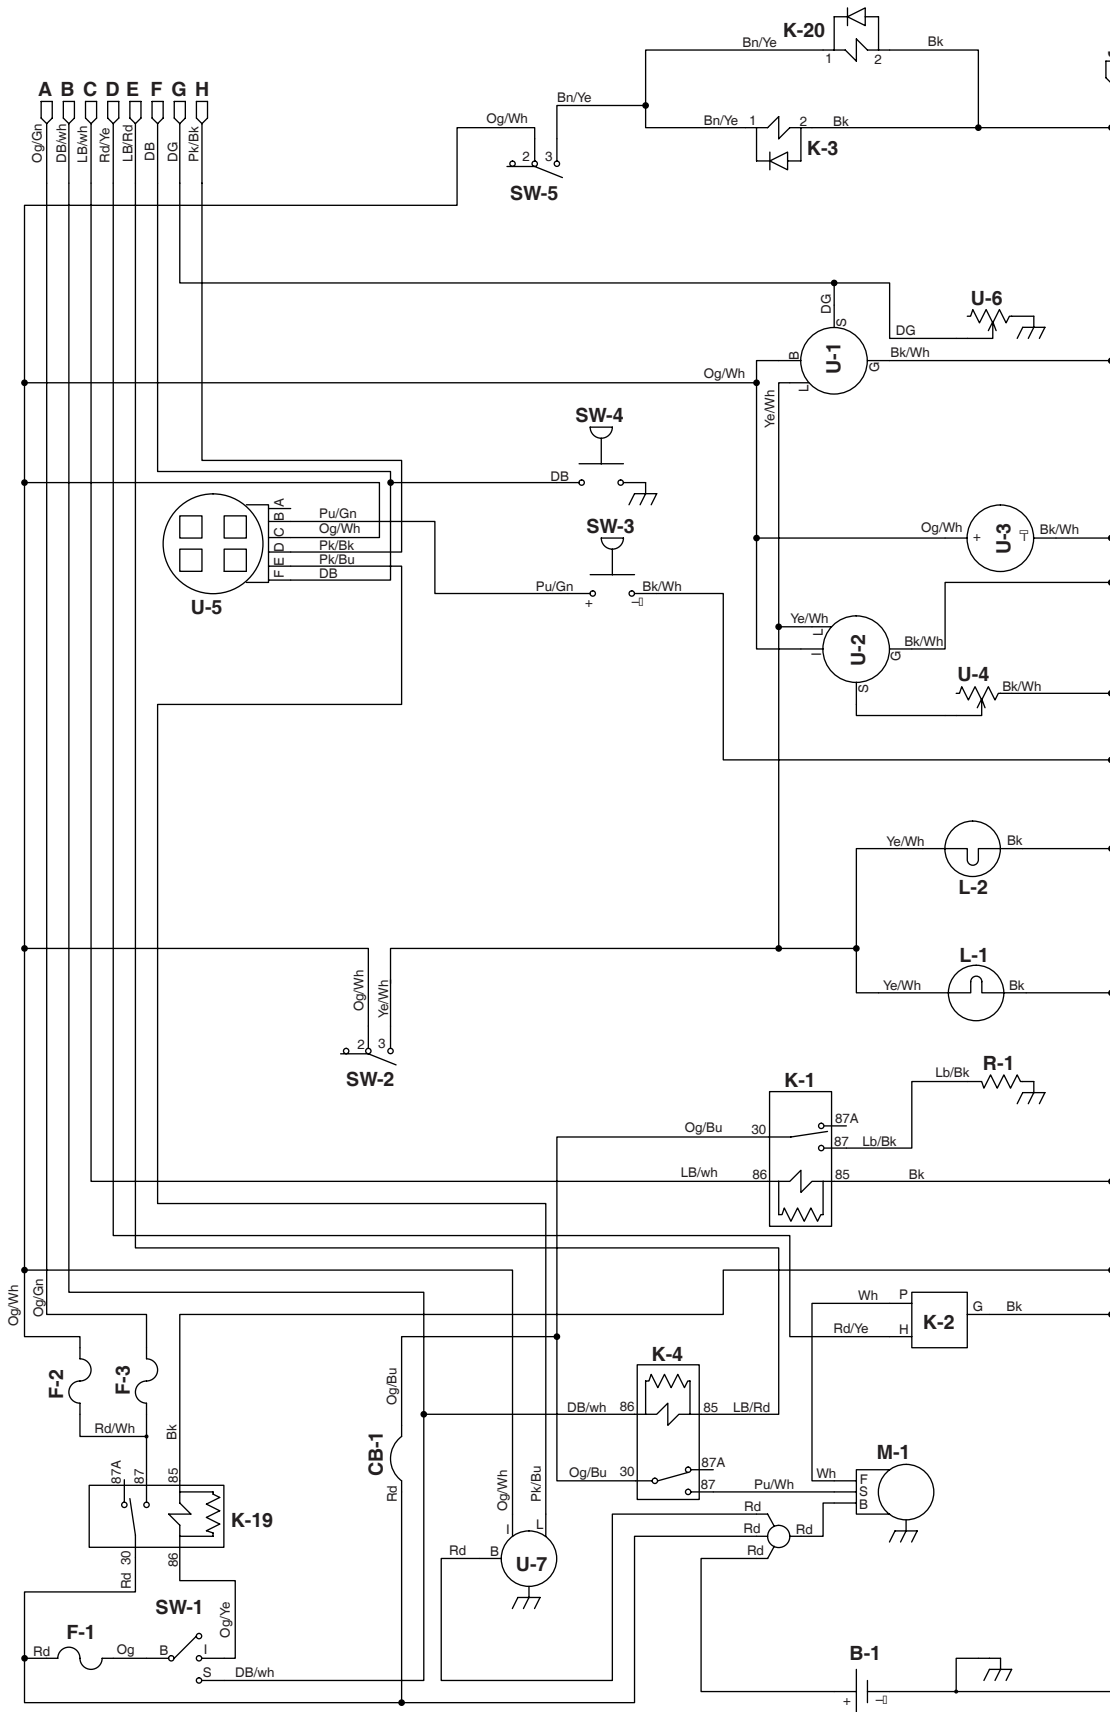 K-20
Bn/Ye
1
2
Bk
A B C D E F G H
Og/Gn
DB/wh
LB/wh
Rd/Ye
LB/Rd
DB
DG
Pk/Bk
Og/Wh
Bn/Ye
2
3
SW-5
Bn/Ye
1
2
Bk
K-3
U-6
DG
DG
S
B
U-1
G
Bk/Wh
L
Og/Wh
Ye/Wh
SW-4
DB
SW-3
Pu/Gn
+
Bk/Wh
A
B
C
D
E
F
Pu/Gn
Og/Wh
Pk/Bk
Pk/Bu
DB
U-5
Og/Wh
+
U-3
Bk/Wh
Ye/Wh
L
I
U-2
G
Bk/Wh
S
U-4
Bk/Wh
Ye/Wh
Bk
L-2
L-1
Ye/Wh
Bk
Og/Wh
Ye/Wh
2
3
SW-2
K-1
Lb/Bk
R-1
Og/Bu
30
87A
87
Lb/Bk
LB/wh
86
85
Bk
Og/Wh
Og/Gn
Wh
P
G
Bk
Rd/Ye
H
K-2
F-2
F-3
Rd/Wh
Bk
Og/Bu
CB-1
Rd
K-4
DB/wh
86
85
LB/Rd
Og/Bu
30
87A
87
Pu/Wh
M-1
Wh
F
S
B
87A
87
85
K-19
30
86
Rd
Og/Wh
Pk/Bu
I
L
Rd
B
U-7
Rd
Rd
Rd
Rd
SW-1
Og/Ye
Rd
F-1
Og
B
I
S
DB/wh
B-1
+